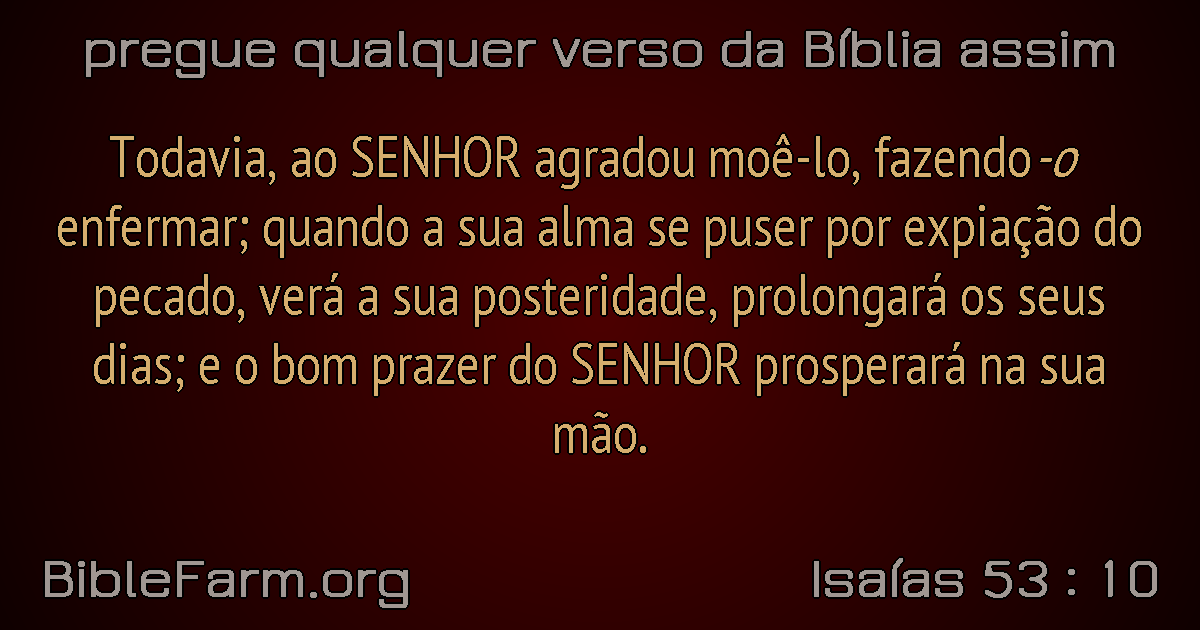 pregue qualquer verso da Bíblia assim
Todavia, ao SENHOR agradou moê-lo, fazendo-o
enfermar; quando a sua alma se puser por expiação do
pecado, verá a sua posteridade, prolongará os seus
dias; e o bom prazer do SENHOR prosperará na sua
mão.
BibleFarm.org
Isaías 53 : 10